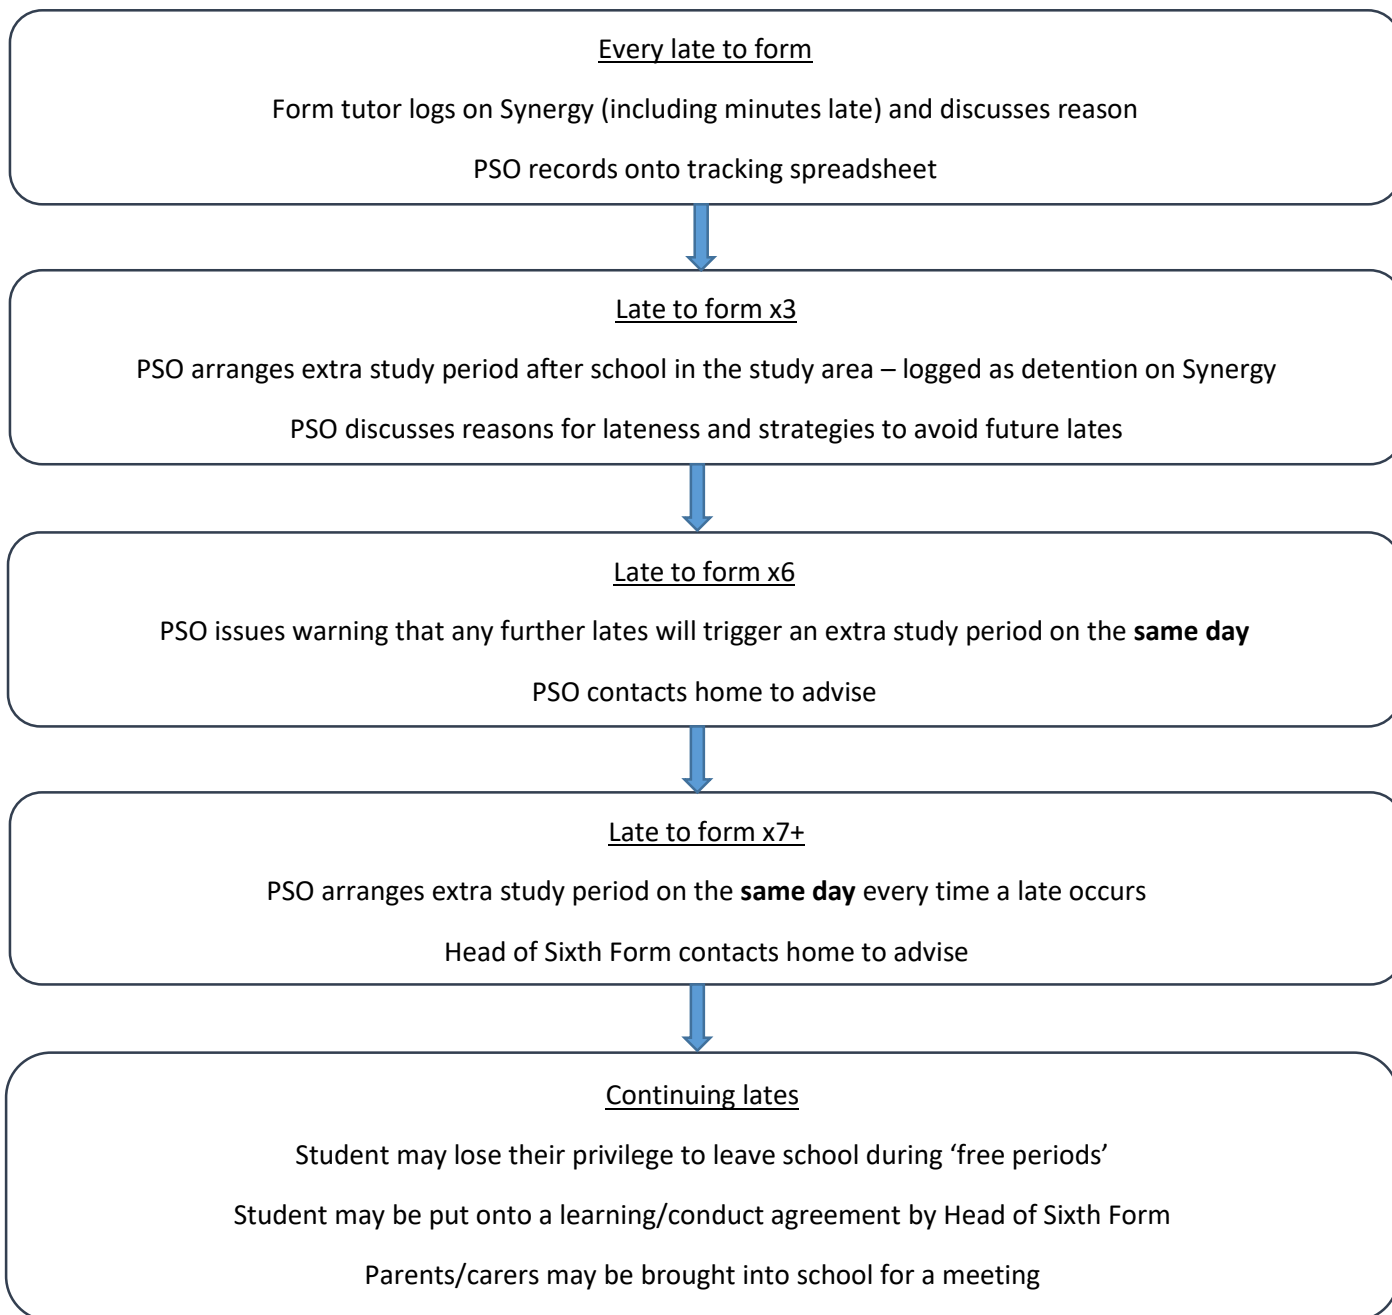 Every late to form
Form tutor logs on Synergy (including minutes late) and discusses reason
PSO records onto tracking spreadsheet
Late to form x3
PSO arranges extra study period after school in the study area – logged as detention on Synergy
PSO discusses reasons for lateness and strategies to avoid future lates
Late to form x6
PSO issues warning that any further lates will trigger an extra study period on the same day
PSO contacts home to advise
Late to form x7+
PSO arranges extra study period on the same day every time a late occurs
Head of Sixth Form contacts home to advise
Continuing lates
Student may lose their privilege to leave school during ‘free periods’
Student may be put onto a learning/conduct agreement by Head of Sixth Form
Parents/carers may be brought into school for a meeting